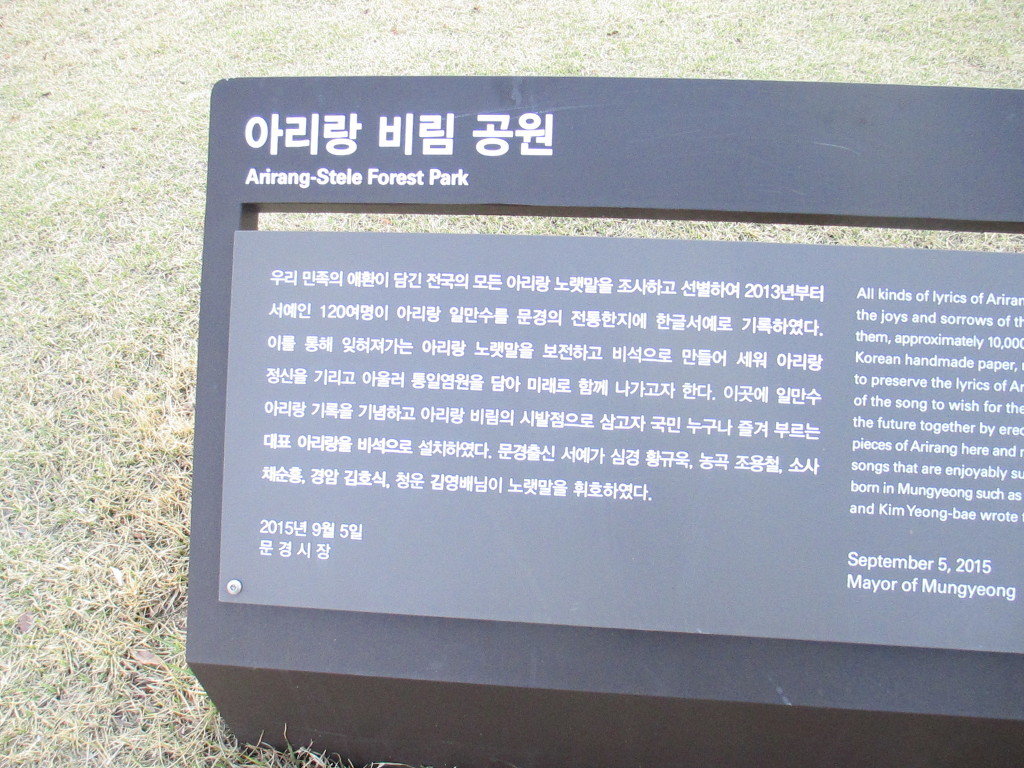 아리랑 비림 공원
Arirang-Stele Forest Park
우리 민족의 애환이 담긴 전국의 모든 아리랑 노랫말을 조사하고 선별하여 2013년부터
서예인 120여명이 아리랑 일만수를 문경의 전통한지에 한글서예로 기록하였다.
이를 통해 잊혀져가는 아리랑 노랫말을 보전하고 비석으로 만들어 세워 아리랑
정신을 기리고 아울러 통일염원을 담아 미래로 함께 나가고자 한다. 이곳에 일만수
아리랑 기록을 기념하고 아리랑 비림의 시발점으로 삼고자 국민 누구나 즐겨 부르는
대표 아리랑을 비석으로 설치하였다. 문경출신 서예가 심경 황규욱, 농곡 조용철, 소사
채순홍, 경암 김호식, 청운 김영배님이 노랫말을 휘호하였다.
2015년 9월 5일
문 경 시 장
All kinds of lyrics of Arirang
the joys and sorrows of
them, approximately 10,000
Korean handmade paper,
to preserve the lyrics of
of the song to wish for the
the future together by
pieces of Arirang here and
songs that are enjoyably
born in Mungyeong such as
and Kim Yeong-bae wrote
September 5, 2015
Mayor of Mungyeong